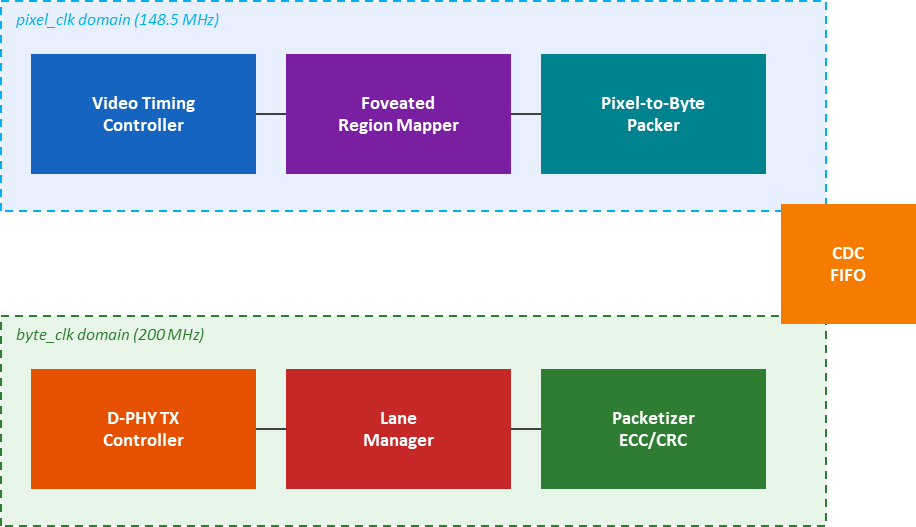 pixel_clk domain (148.5 MHz)
Video Timing
Controller
Foveated
Region Mapper
Pixel-to-Byte
Packer
CDC
FIFO
byte_clk domain (200 MHz)
D-PHY TX
Controller
Lane
Manager
Packetizer
ECC/CRC